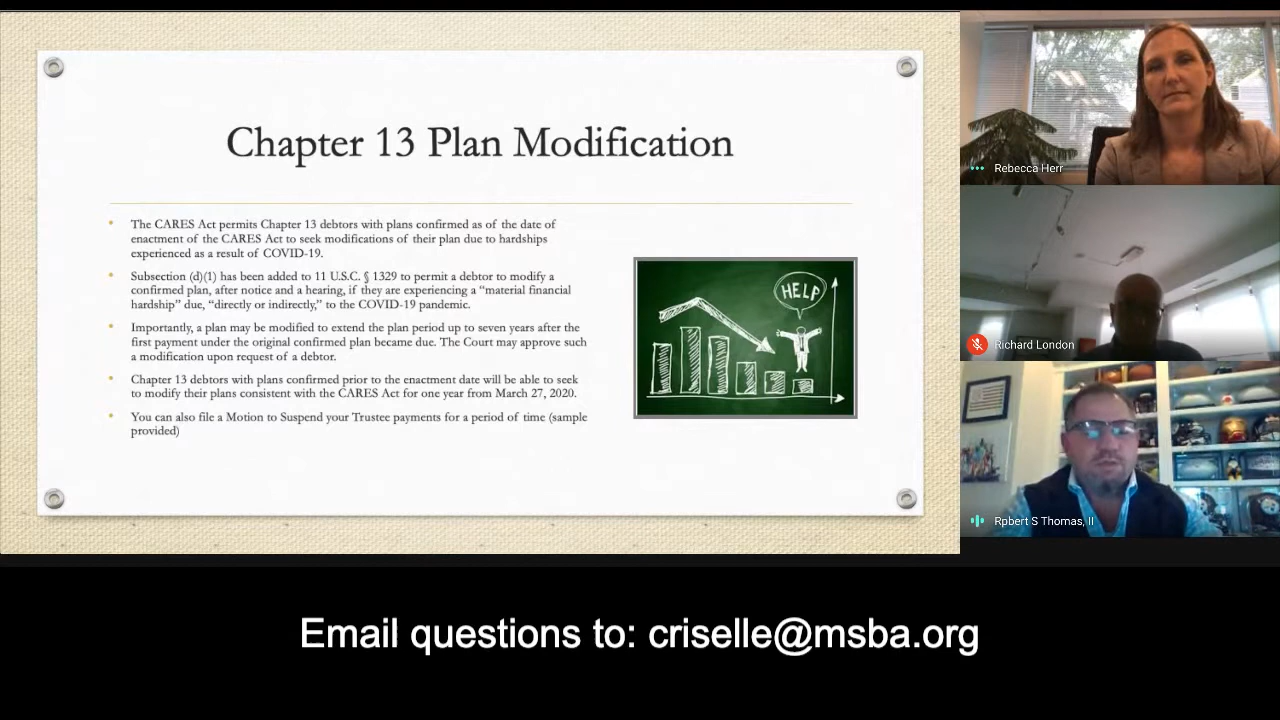 Chapter 13 Plan Modification
The CARES Act permits Chapter 13 debtors with plans confirmed as of the date of
enactment of the CARES Act to seek modifications of their plan due to hardships
experienced as a result of COVID-19.
Subsection (d)(1) has been added to 11 U.S.C. § 1329 to permit a debtor to modify a
confirmed plan, after notice and a hearing, if they are experiencing a “material financial
hardship” due, “directly or indirectly,” to the COVID-19 pandemic.
Importantly, a plan may be modified to extend the plan period up to seven years after the
first payment under the original confirmed plan became due. The Court may approve such
a modification upon request of a debtor.
Chapter 13 debtors with plans confirmed prior to the enactment date will be able to seek
to modify their plans consistent with the CARES Act for one year from March 27, 2020.
You can also file a Motion to Suspend your Trustee payments for a period of time (sample
provided)
HELP
Rebecca Herr
Richard London
Rpbert S Thomas, II
Email questions to: criselle@msba.org